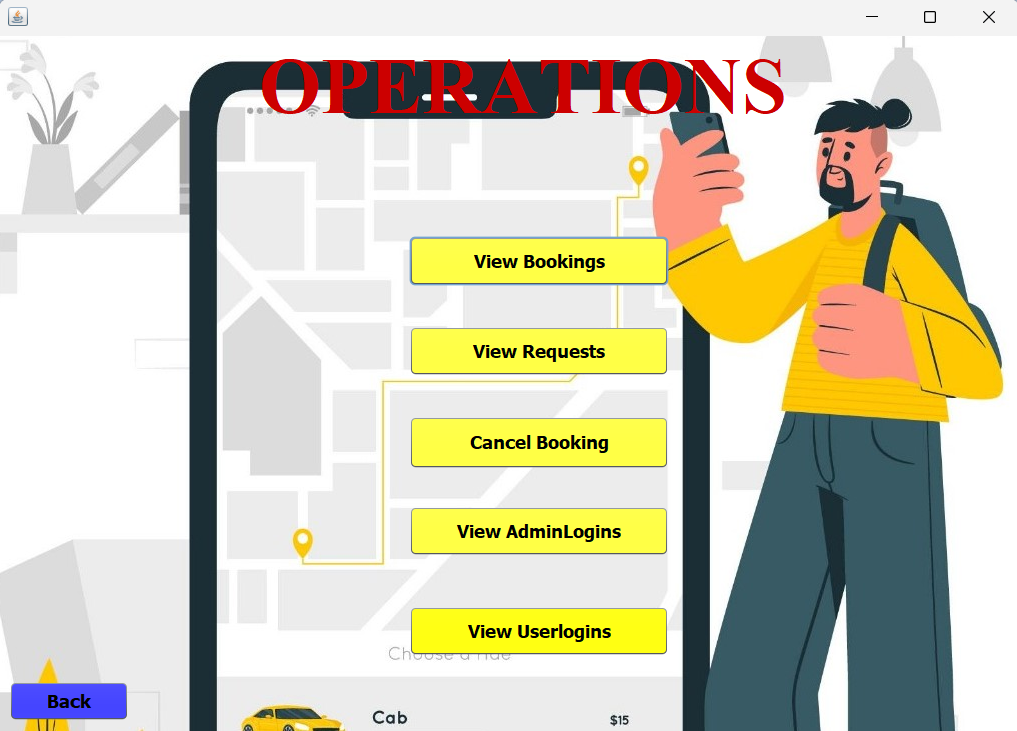 OPERATIONS
View Bookings
View Requests
Cancel Booking
View AdminLogins
View Userlogins
Choose a ride
Back
Cab
$15